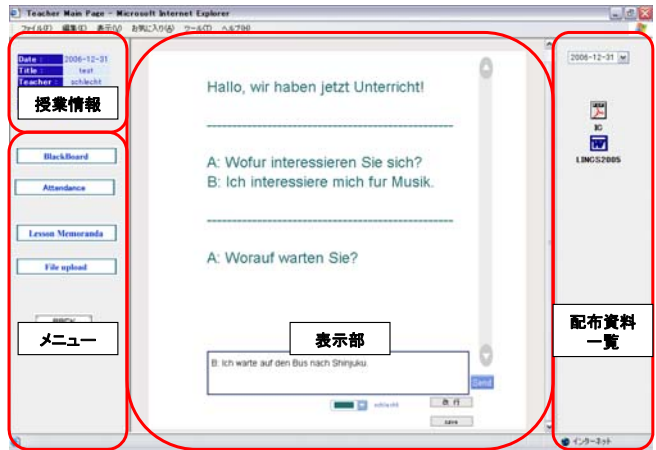 Teacher Main Page - Microsoft Internet Explorer
ファイル(F) 編集(E) 表示(V) お気に入り(A) ツール(T) ヘルプ(H)
Date : 2006-12-31
Title : test
Teacher : schlecht
授業情報
BlackBoard
Attendance
Lesson Memoranda
File upload
BACK
メニュー
Hallo, wir haben jetzt Unterricht!
A: Wofur interessieren Sie sich?
B: Ich interessiere mich fur Musik.
A: Worauf warten Sie?
表示部
B: Ich warte auf den Bus nach Shinjuku.
Send
schlecht
改 行
save
2006-12-31
IG
LINGS2005
配布資料
一覧
インターネット